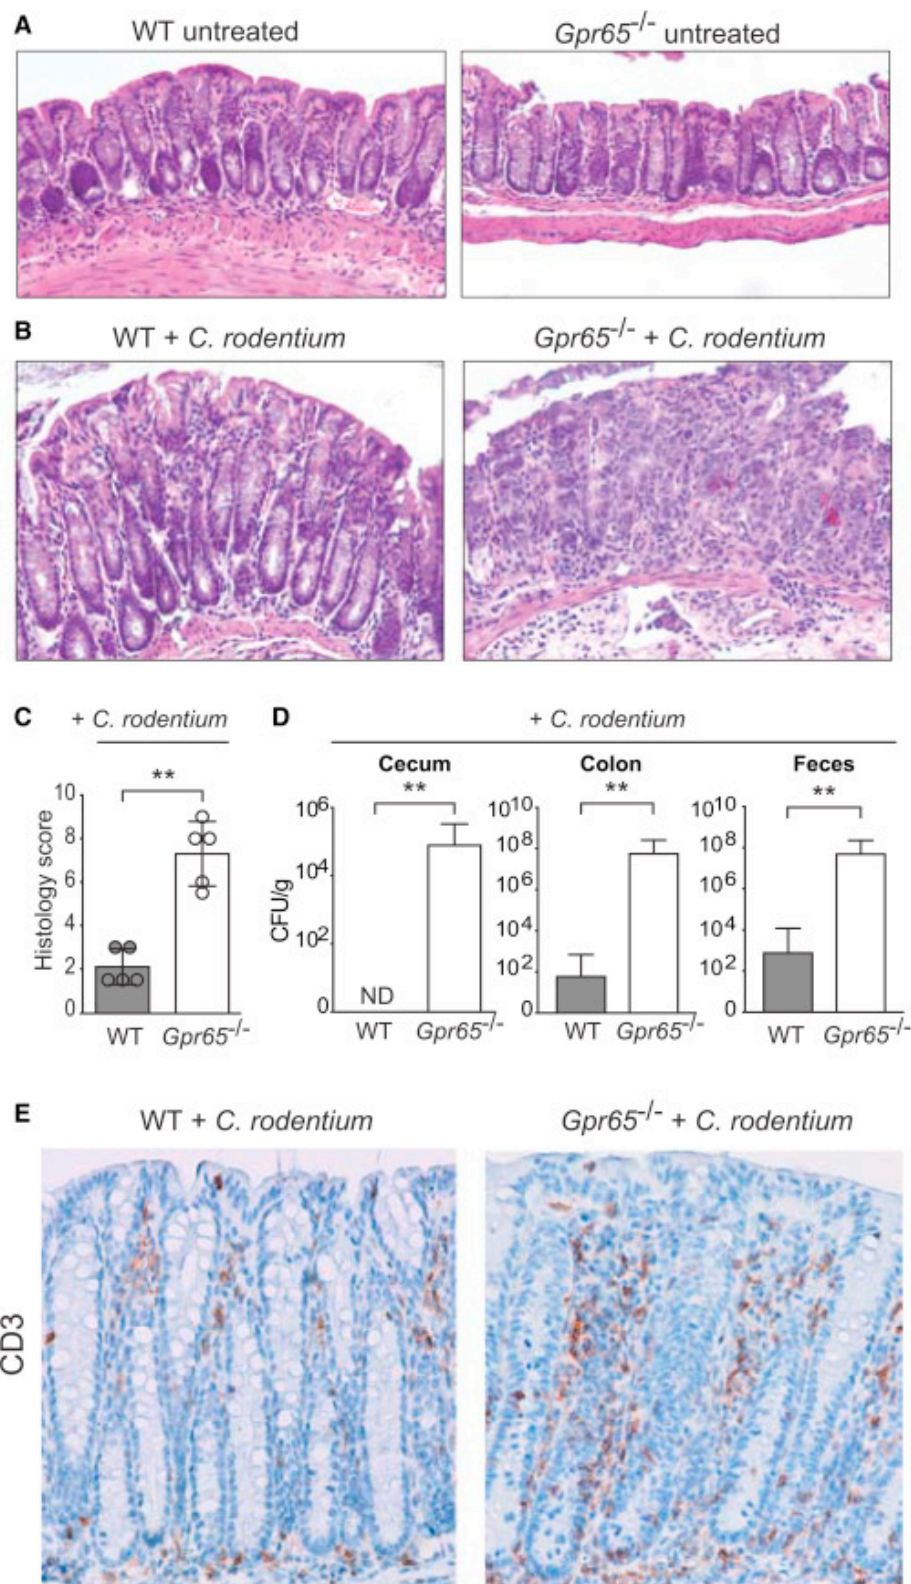 A
WT untreated
Gpr65-/- untreated
B
WT + C. rodentium
Gpr65-/- + C. rodentium
C
+ C. rodentium
**
Histology score
10
8
6
4
2
0
WT
Gpr65-/-
D
+ C. rodentium
Cecum
**
CFU/g
10^6
10^4
10^2
0
ND
WT
Gpr65-/-
Colon
**
10^10
10^8
10^6
10^4
10^2
0
WT
Gpr65-/-
Feces
**
10^10
10^8
10^6
10^4
10^2
0
WT
Gpr65-/-
E
WT + C. rodentium
Gpr65-/- + C. rodentium
CD3